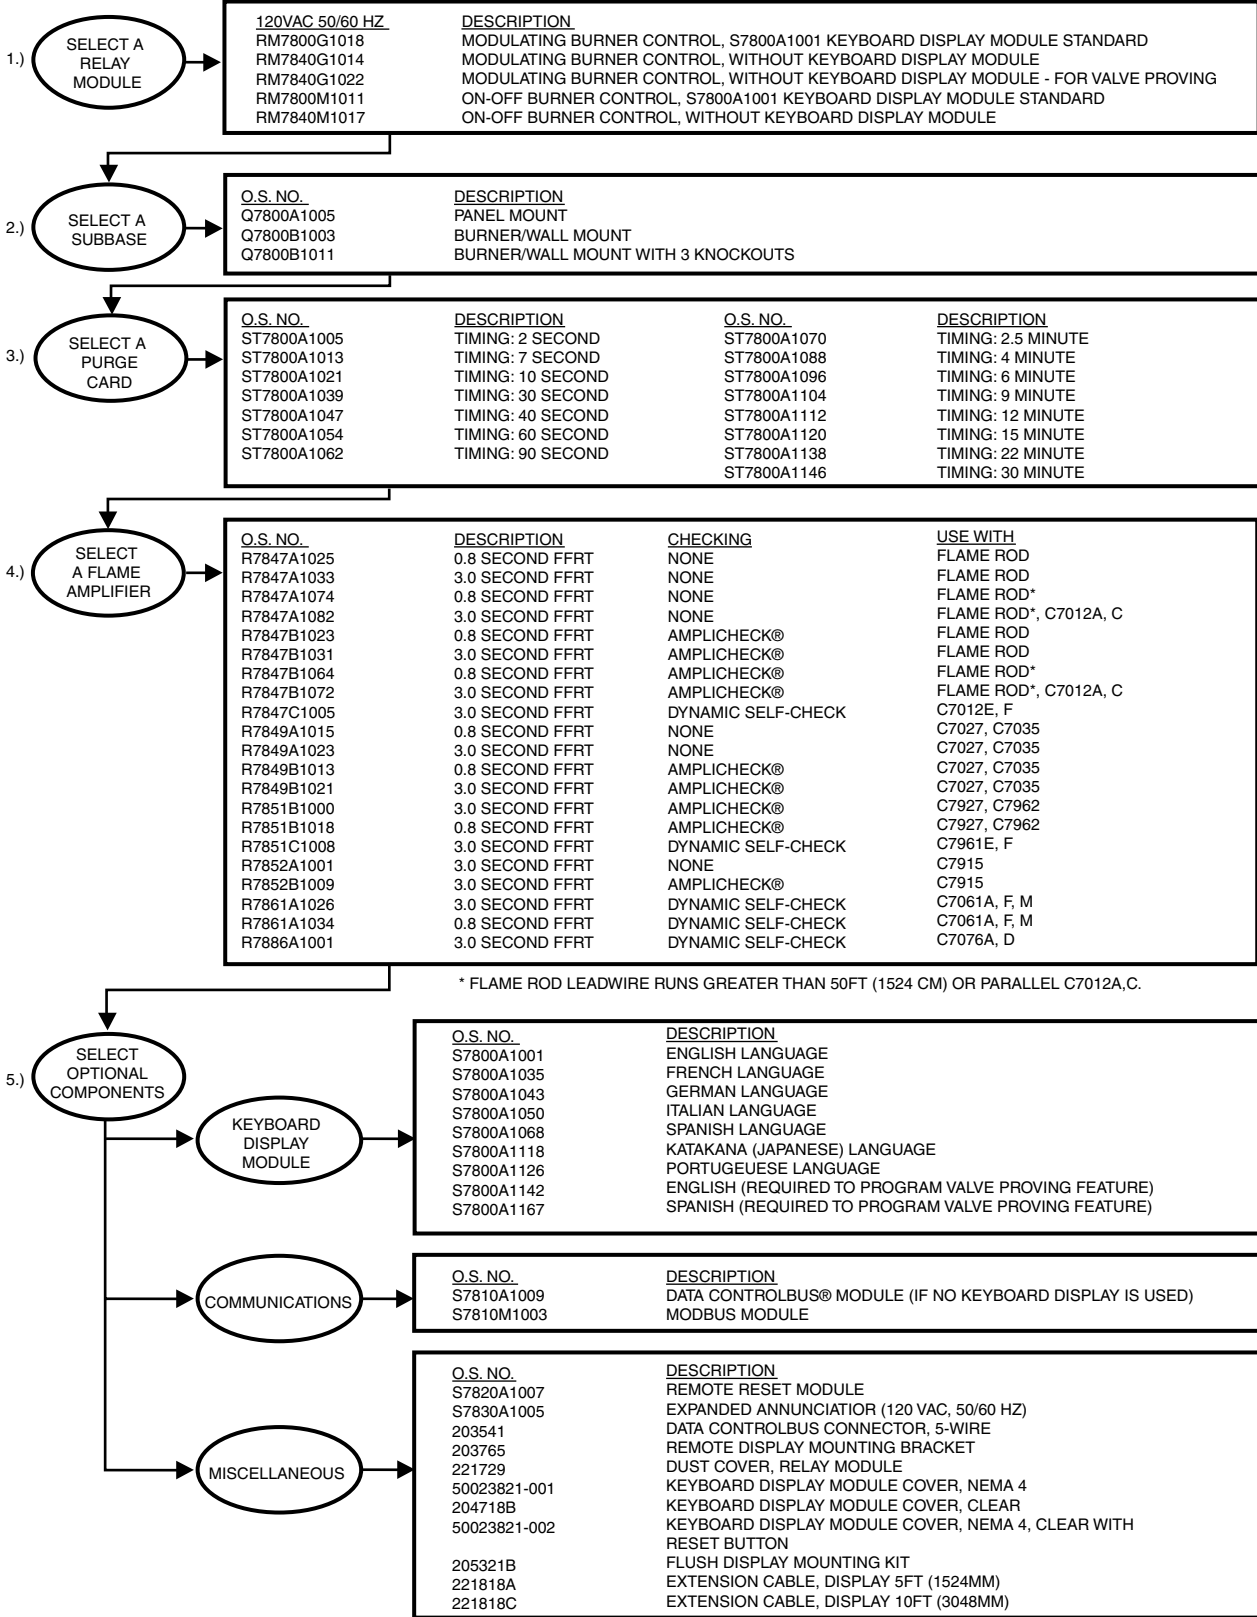 1.)
SELECT A
RELAY
MODULE
120VAC 50/60 HZ DESCRIPTION
RM7800G1018 MODULATING BURNER CONTROL, S7800A1001 KEYBOARD DISPLAY MODULE STANDARD
RM7840G1014 MODULATING BURNER CONTROL, WITHOUT KEYBOARD DISPLAY MODULE
RM7840G1022 MODULATING BURNER CONTROL, WITHOUT KEYBOARD DISPLAY MODULE - FOR VALVE PROVING
RM7800M1011 ON-OFF BURNER CONTROL, S7800A1001 KEYBOARD DISPLAY MODULE STANDARD
RM7840M1017 ON-OFF BURNER CONTROL, WITHOUT KEYBOARD DISPLAY MODULE
2.)
SELECT A
SUBBASE
O.S. NO. DESCRIPTION
Q7800A1005 PANEL MOUNT
Q7800B1003 BURNER/WALL MOUNT
Q7800B1011 BURNER/WALL MOUNT WITH 3 KNOCKOUTS
3.)
SELECT A
PURGE
CARD
O.S. NO. DESCRIPTION O.S. NO. DESCRIPTION
ST7800A1005 TIMING: 2 SECOND ST7800A1070 TIMING: 2.5 MINUTE
ST7800A1013 TIMING: 7 SECOND ST7800A1088 TIMING: 4 MINUTE
ST7800A1021 TIMING: 10 SECOND ST7800A1096 TIMING: 6 MINUTE
ST7800A1039 TIMING: 30 SECOND ST7800A1104 TIMING: 9 MINUTE
ST7800A1047 TIMING: 40 SECOND ST7800A1112 TIMING: 12 MINUTE
ST7800A1054 TIMING: 60 SECOND ST7800A1120 TIMING: 15 MINUTE
ST7800A1062 TIMING: 90 SECOND ST7800A1138 TIMING: 22 MINUTE
ST7800A1146 TIMING: 30 MINUTE
4.)
SELECT
A FLAME
AMPLIFIER
O.S. NO. DESCRIPTION CHECKING USE WITH
R7847A1025 0.8 SECOND FFRT NONE FLAME ROD
R7847A1033 3.0 SECOND FFRT NONE FLAME ROD
R7847A1074 0.8 SECOND FFRT NONE FLAME ROD*
R7847A1082 3.0 SECOND FFRT NONE FLAME ROD*, C7012A, C
R7847B1023 0.8 SECOND FFRT AMPLICHECK® FLAME ROD
R7847B1031 3.0 SECOND FFRT AMPLICHECK® FLAME ROD
R7847B1064 0.8 SECOND FFRT AMPLICHECK® FLAME ROD*
R7847B1072 3.0 SECOND FFRT AMPLICHECK® FLAME ROD*, C7012A, C
R7847C1005 3.0 SECOND FFRT DYNAMIC SELF-CHECK C7012E, F
R7849A1015 0.8 SECOND FFRT NONE C7027, C7035
R7849A1023 3.0 SECOND FFRT NONE C7027, C7035
R7849B1013 0.8 SECOND FFRT AMPLICHECK® C7027, C7035
R7849B1021 3.0 SECOND FFRT AMPLICHECK® C7027, C7035
R7851B1000 3.0 SECOND FFRT AMPLICHECK® C7927, C7962
R7851B1018 0.8 SECOND FFRT AMPLICHECK® C7927, C7962
R7851C1008 3.0 SECOND FFRT DYNAMIC SELF-CHECK C7961E, F
R7852A1001 3.0 SECOND FFRT NONE C7915
R7852B1009 3.0 SECOND FFRT AMPLICHECK® C7915
R7861A1026 3.0 SECOND FFRT DYNAMIC SELF-CHECK C7061A, F, M
R7861A1034 0.8 SECOND FFRT DYNAMIC SELF-CHECK C7061A, F, M
R7886A1001 3.0 SECOND FFRT DYNAMIC SELF-CHECK C7076A, D
* FLAME ROD LEADWIRE RUNS GREATER THAN 50FT (1524 CM) OR PARALLEL C7012A,C.
5.)
SELECT
OPTIONAL
COMPONENTS
KEYBOARD
DISPLAY
MODULE
O.S. NO. DESCRIPTION
S7800A1001 ENGLISH LANGUAGE
S7800A1035 FRENCH LANGUAGE
S7800A1043 GERMAN LANGUAGE
S7800A1050 ITALIAN LANGUAGE
S7800A1068 SPANISH LANGUAGE
S7800A1118 KATAKANA (JAPANESE) LANGUAGE
S7800A1126 PORTUGEUESE LANGUAGE
S7800A1142 ENGLISH (REQUIRED TO PROGRAM VALVE PROVING FEATURE)
S7800A1167 SPANISH (REQUIRED TO PROGRAM VALVE PROVING FEATURE)
COMMUNICATIONS
O.S. NO. DESCRIPTION
S7810A1009 DATA CONTROLBUS® MODULE (IF NO KEYBOARD DISPLAY IS USED)
S7810M1003 MODBUS MODULE
MISCELLANEOUS
O.S. NO. DESCRIPTION
S7820A1007 REMOTE RESET MODULE
S7830A1005 EXPANDED ANNUNCIATIOR (120 VAC, 50/60 HZ)
203541 DATA CONTROLBUS CONNECTOR, 5-WIRE
203765 REMOTE DISPLAY MOUNTING BRACKET
221729 DUST COVER, RELAY MODULE
50023821-001 KEYBOARD DISPLAY MODULE COVER, NEMA 4
204718B KEYBOARD DISPLAY MODULE COVER, CLEAR
50023821-002 KEYBOARD DISPLAY MODULE COVER, NEMA 4, CLEAR WITH
RESET BUTTON
205321B FLUSH DISPLAY MOUNTING KIT
221818A EXTENSION CABLE, DISPLAY 5FT (1524MM)
221818C EXTENSION CABLE, DISPLAY 10FT (3048MM)